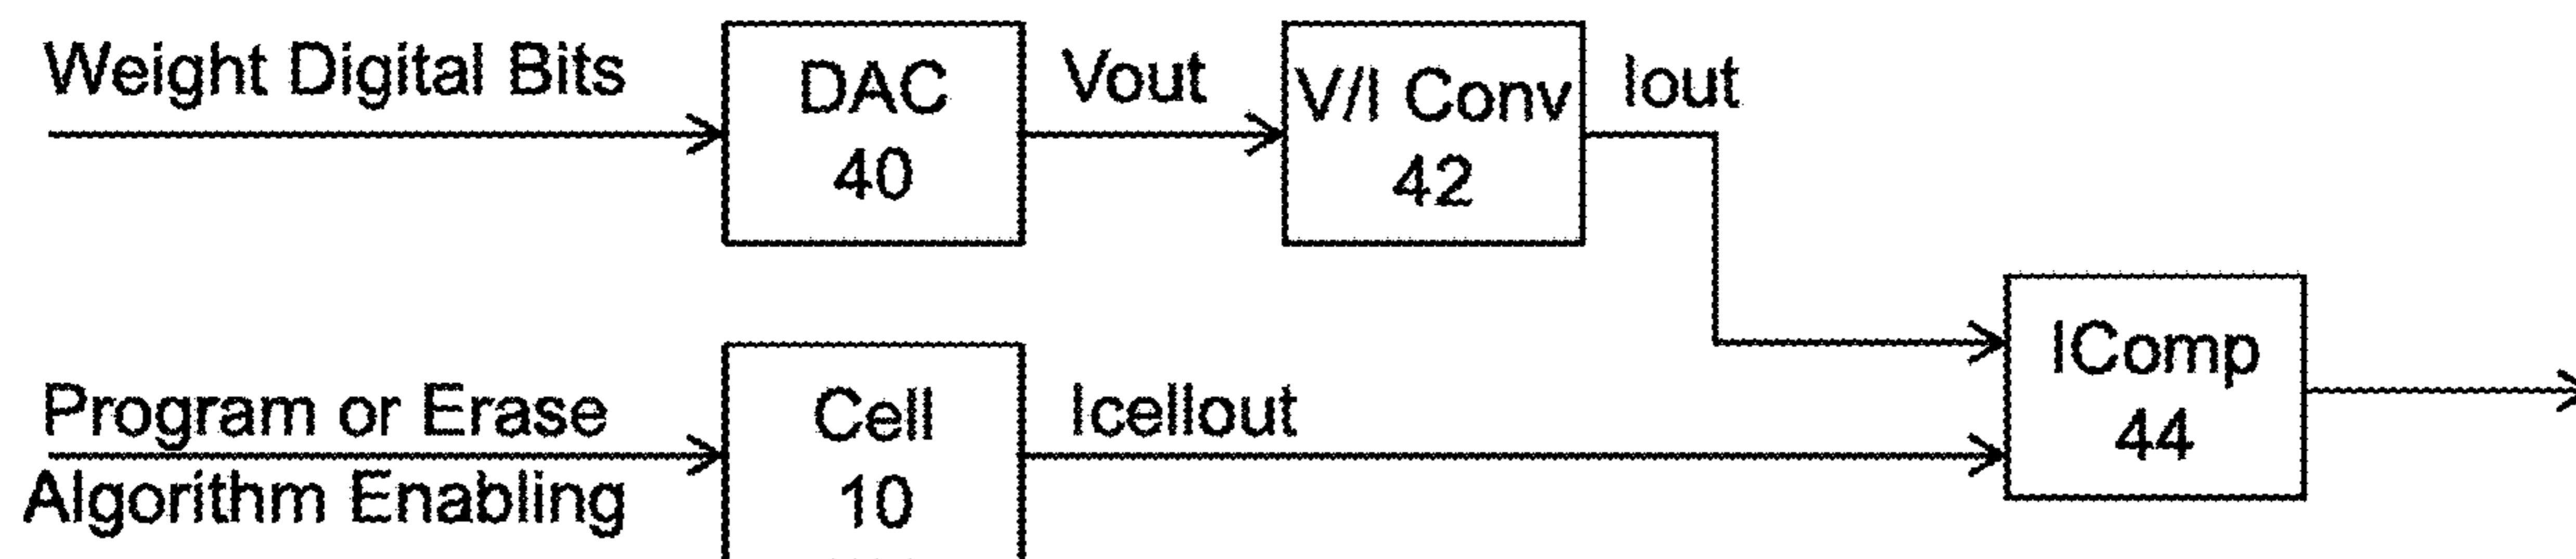 Weight Digital Bits
DAC
40
Vout
V/I Conv
42
Iout
Program or Erase
Algorithm Enabling
Cell
10
Icellout
IComp
44